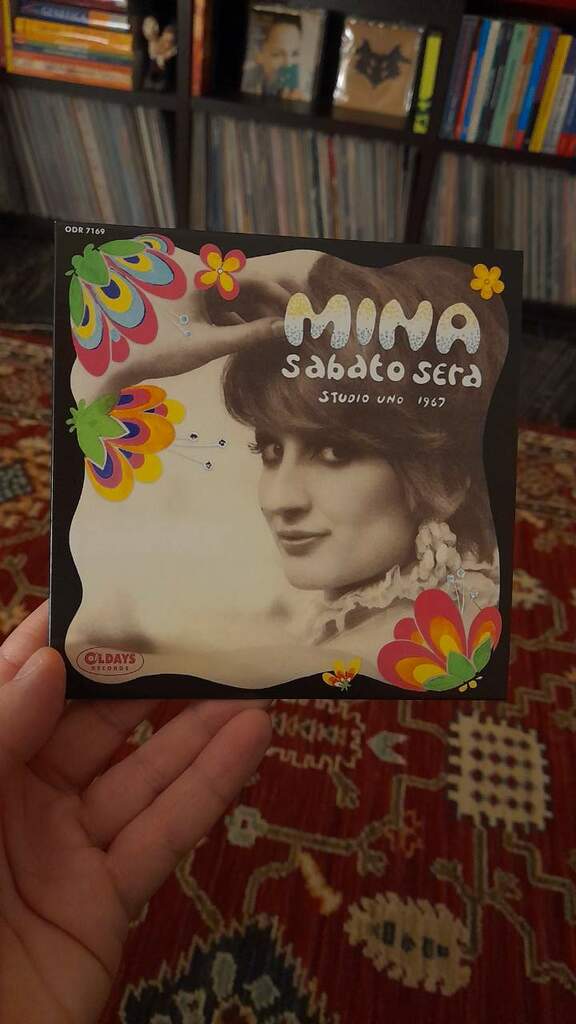 ODR 7169
MINA
sabato sera
STUDIO UNO 1967
OLDAYS
RECORDS